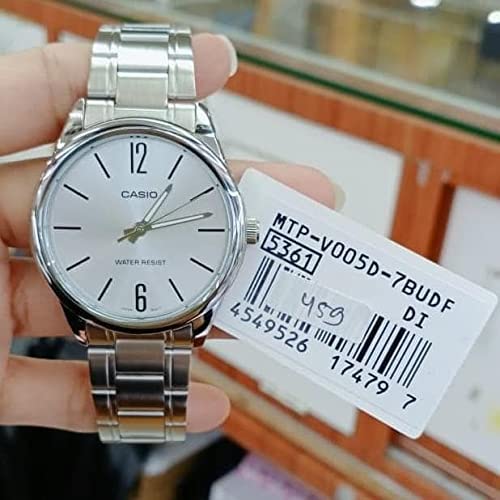 12
CASIO
WATER RESIST
6
MTP-V005D-7BUDF
5361
DI
459
4549526 17479 7